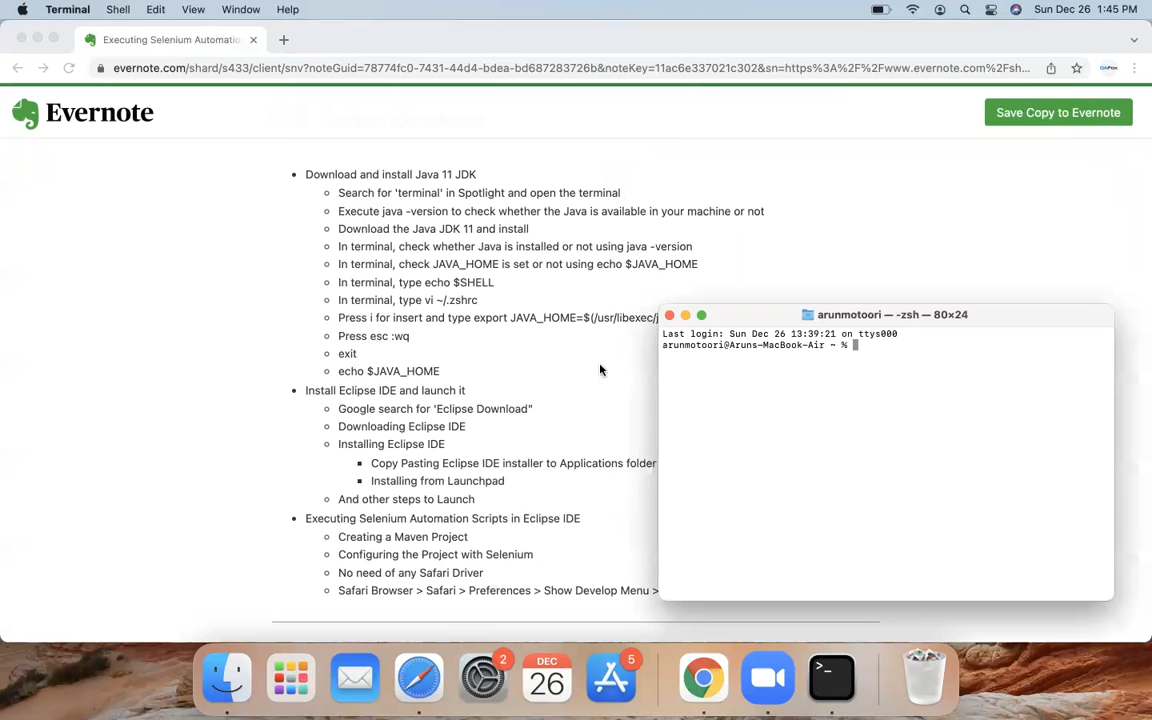 Terminal Shell Edit View Window Help Sun Dec 26 1:45 PM
Executing Selenium Automatio
evernote.com/shard/s433/client/snv?noteGuid=78774fc0-7431-44d4-bdea-bd687283726b&noteKey=11ac6e337021c302&sn=https%3A%2F%2Fwww.evernote.com%2Fsh...
QAFox
Evernote
Save Copy to Evernote
Download and install Java 11 JDK
Search for 'terminal' in Spotlight and open the terminal
Execute java -version to check whether the Java is available in your machine or not
Download the Java JDK 11 and install
In terminal, check whether Java is installed or not using java -version
In terminal, check JAVA_HOME is set or not using echo $JAVA_HOME
In terminal, type echo $SHELL
In terminal, type vi ~/.zshrc
Press i for insert and type export JAVA_HOME=$(/usr/libexec/j
Press esc :wq
exit
echo $JAVA_HOME
Install Eclipse IDE and launch it
Google search for 'Eclipse Download"
Downloading Eclipse IDE
Installing Eclipse IDE
Copy Pasting Eclipse IDE installer to Applications folder
Installing from Launchpad
And other steps to Launch
Executing Selenium Automation Scripts in Eclipse IDE
Creating a Maven Project
Configuring the Project with Selenium
No need of any Safari Driver
Safari Browser > Safari > Preferences > Show Develop Menu >
arunmotoori — -zsh — 80×24
Last login: Sun Dec 26 13:39:21 on ttys000
arunmotoori@Aruns-MacBook-Air ~ %
2
DEC
26
5
>_